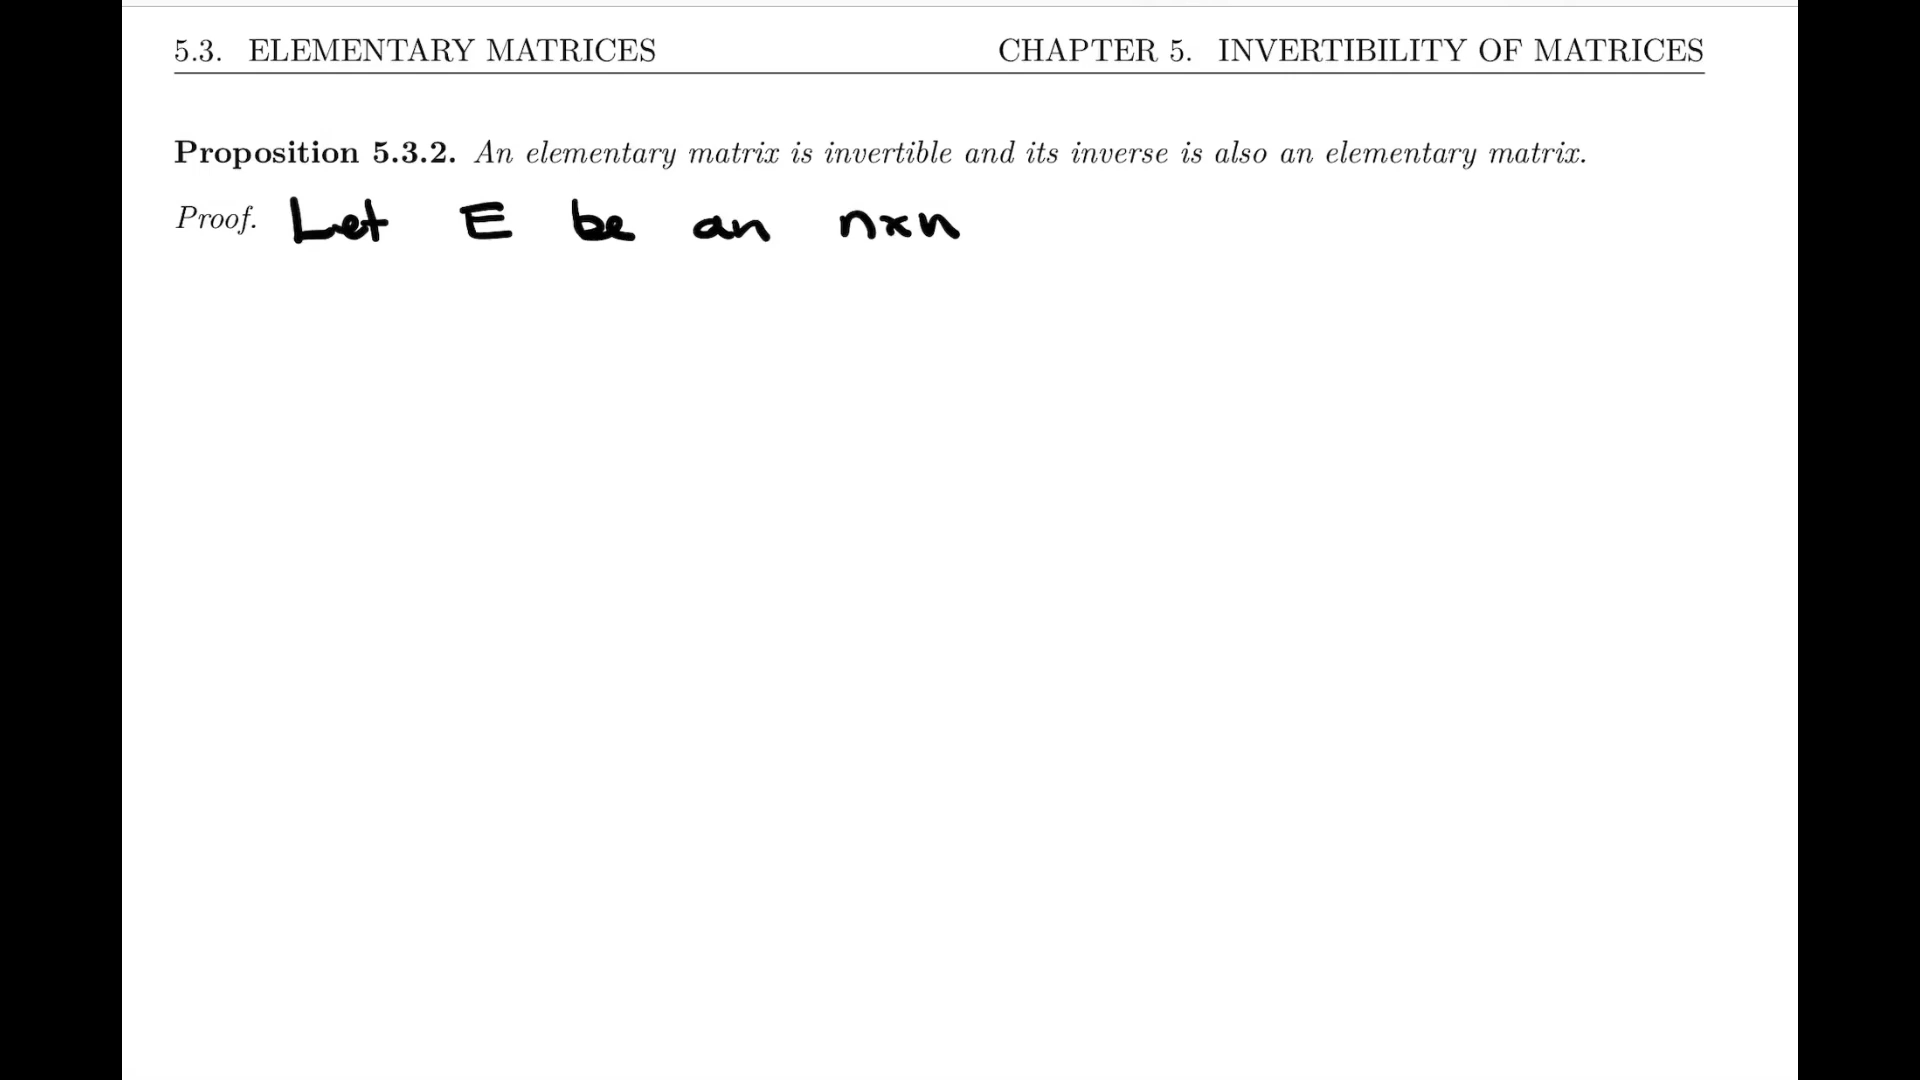 5.3. ELEMENTARY MATRICES CHAPTER 5. INVERTIBILITY OF MATRICES
Proposition 5.3.2. An elementary matrix is invertible and its inverse is also an elementary matrix.
Proof. Let E be an n×n